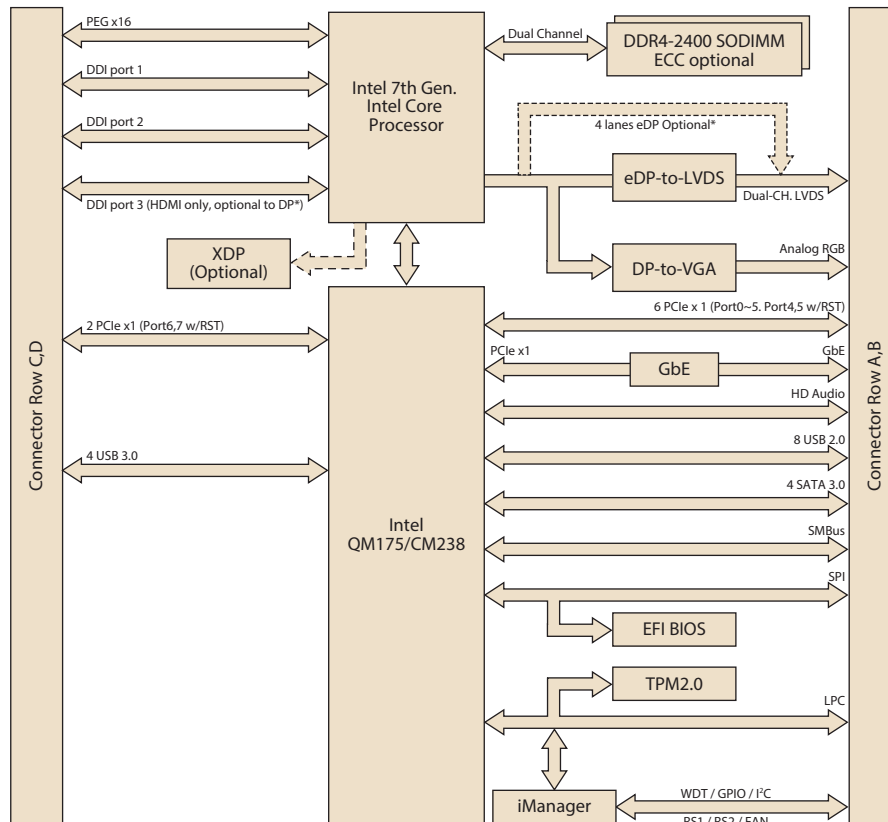 PEG x16
DDI port 1
DDI port 2
DDI port 3 (HDMI only, optional to DP*)
Intel 7th Gen.
Intel Core
Processor
Dual Channel
DDR4-2400 SODIMM
ECC optional
4 lanes eDP Optional*
eDP-to-LVDS
Dual-CH. LVDS
DP-to-VGA
Analog RGB
XDP
(Optional)
Connector Row C,D
Connector Row A,B
2 PCIe x1 (Port6,7 w/RST)
4 USB 3.0
Intel
QM175/CM238
6 PCIe x 1 (Port0~5. Port4,5 w/RST)
PCIe x1
GbE
GbE
HD Audio
8 USB 2.0
4 SATA 3.0
SMBus
SPI
EFI BIOS
TPM2.0
LPC
iManager
WDT / GPIO / I²C